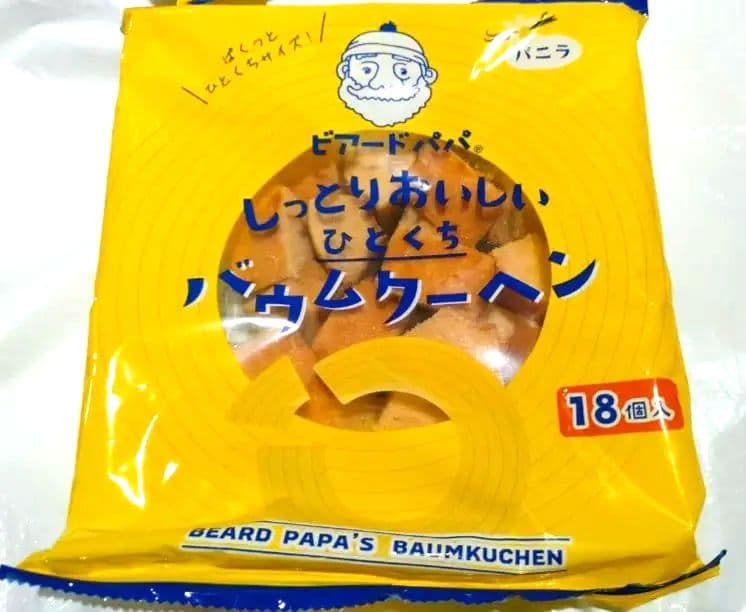 ぱくっと
ひとくちサイズ!
バニラ
ビアードパパ®
しっとりおいしい
ひとくち
バウムクーヘン
18個入
BEARD PAPA'S BAUMKUCHEN